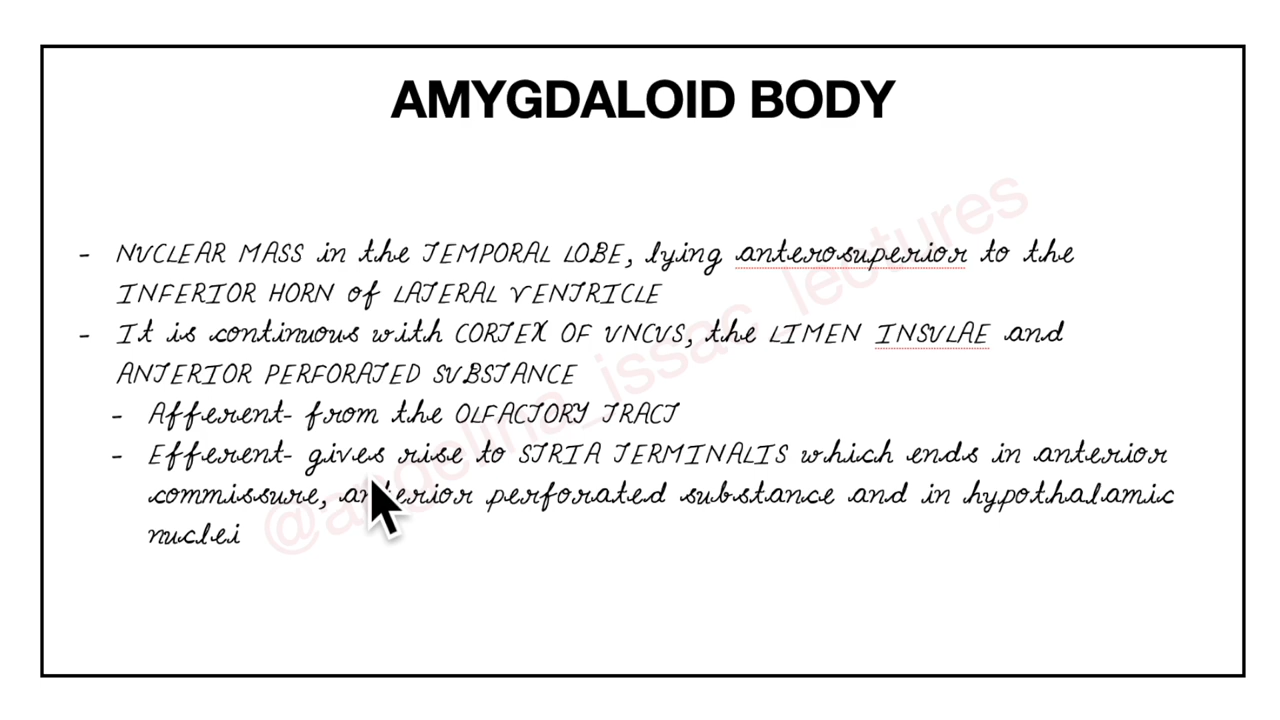 AMYGDALOID BODY
- NUCLEAR MASS in the TEMPORAL LOBE, lying anterosuperior to the
INFERIOR HORN of LATERAL VENTRICLE
- It is continuous with CORTEX OF UNCUS, the LIMEN INSULAE and
ANTERIOR PERFORATED SUBSTANCE
- Afferent- from the OLFACTORY TRACT
- Efferent- gives rise to STRIA TERMINALIS which ends in anterior
commissure, anterior perforated substance and in hypothalamic
nuclei
@angelina_issac_lectures